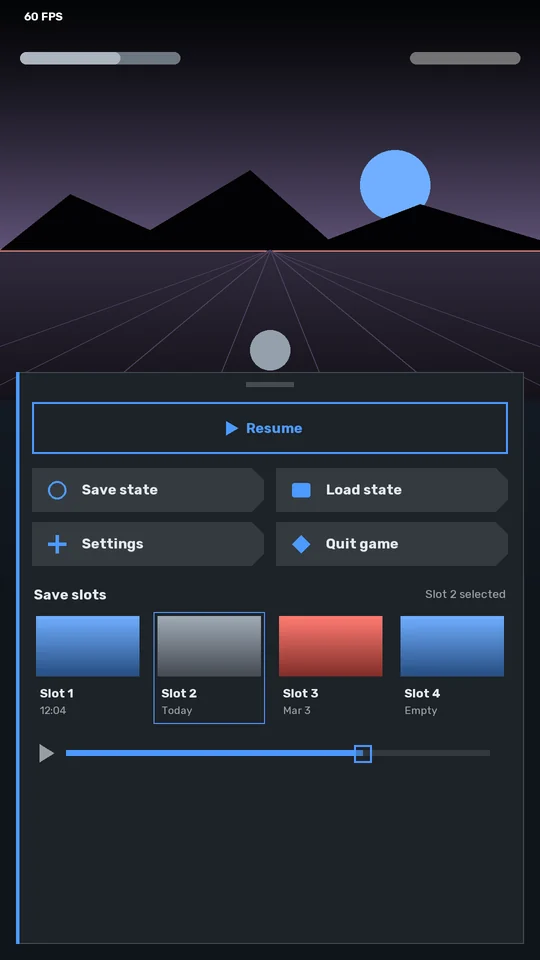 60 FPS
Resume
Save state
Load state
Settings
Quit game
Save slots
Slot 2 selected
Slot 1
12:04
Slot 2
Today
Slot 3
Mar 3
Slot 4
Empty